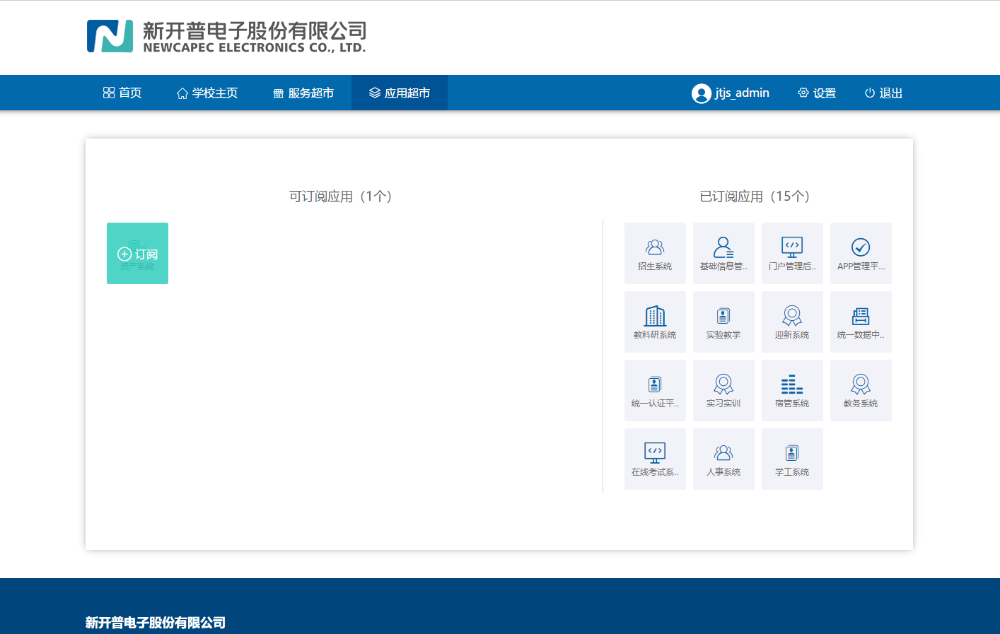 新开普电子股份有限公司
NEWCAPEC ELECTRONICS CO., LTD.
首页
学校主页
服务超市
应用超市
jtjs_admin
设置
退出
可订阅应用（1个）
已订阅应用（15个）
订阅
资产系统
招生系统
基础信息管..
门户管理后..
APP管理平...
教科研系统
实验教学
迎新系统
统一数据中..
统一认证平..
实习实训
宿管系统
教务系统
在线考试系..
人事系统
学工系统
新开普电子股份有限公司